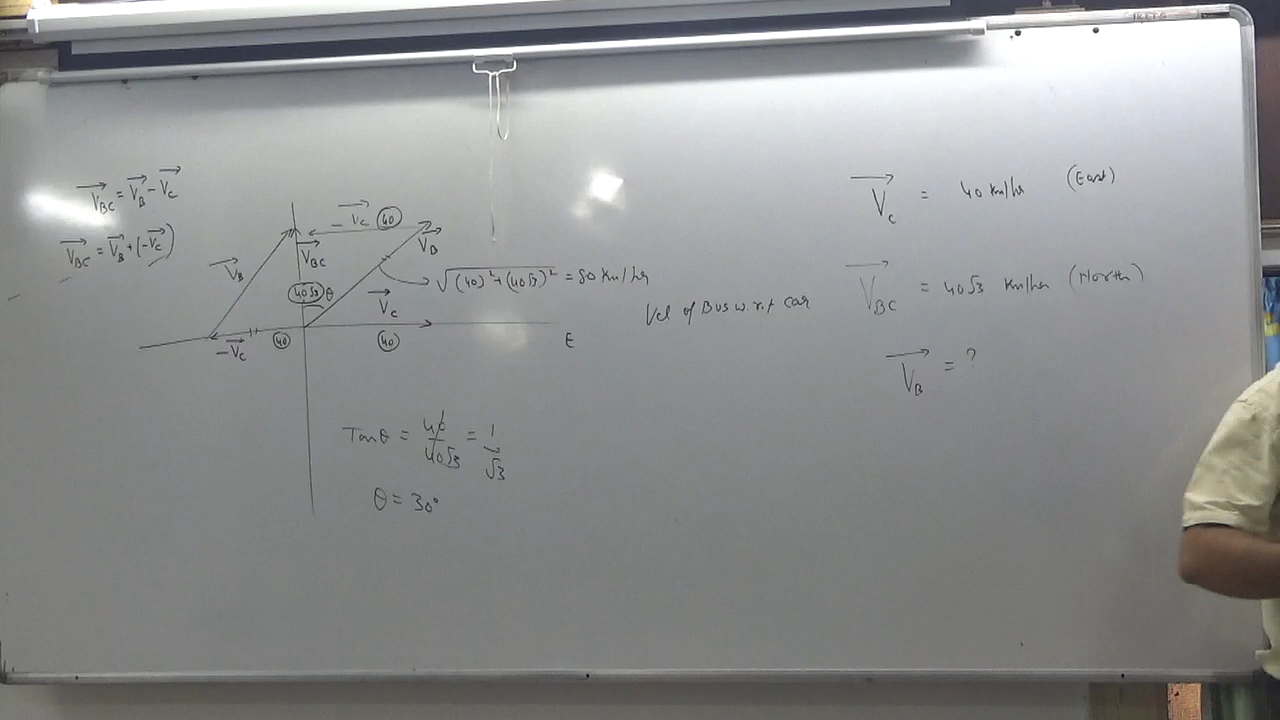 V_BC = V_B - V_C
V_BC = V_B + (-V_C)
-V_C 40
V_B
V_BC
V_B
40√3 θ
√(40)² + (40√3)² = 80 Km/hr
V_C
-V_C 40
40
E
Tanθ = 40/40√3 = 1/√3
θ = 30°
V_C = 40 Km/hr (East)
Vel of Bus w.r.t car V_BC = 40√3 Km/hr (North)
V_B = ?